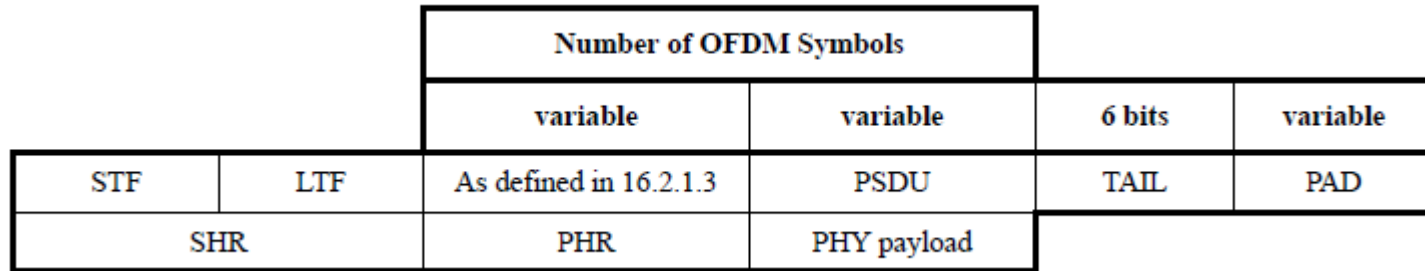 Number of OFDM Symbols
variable variable 6 bits variable
STF LTF As defined in 16.2.1.3 PSDU TAIL PAD
SHR PHR PHY payload